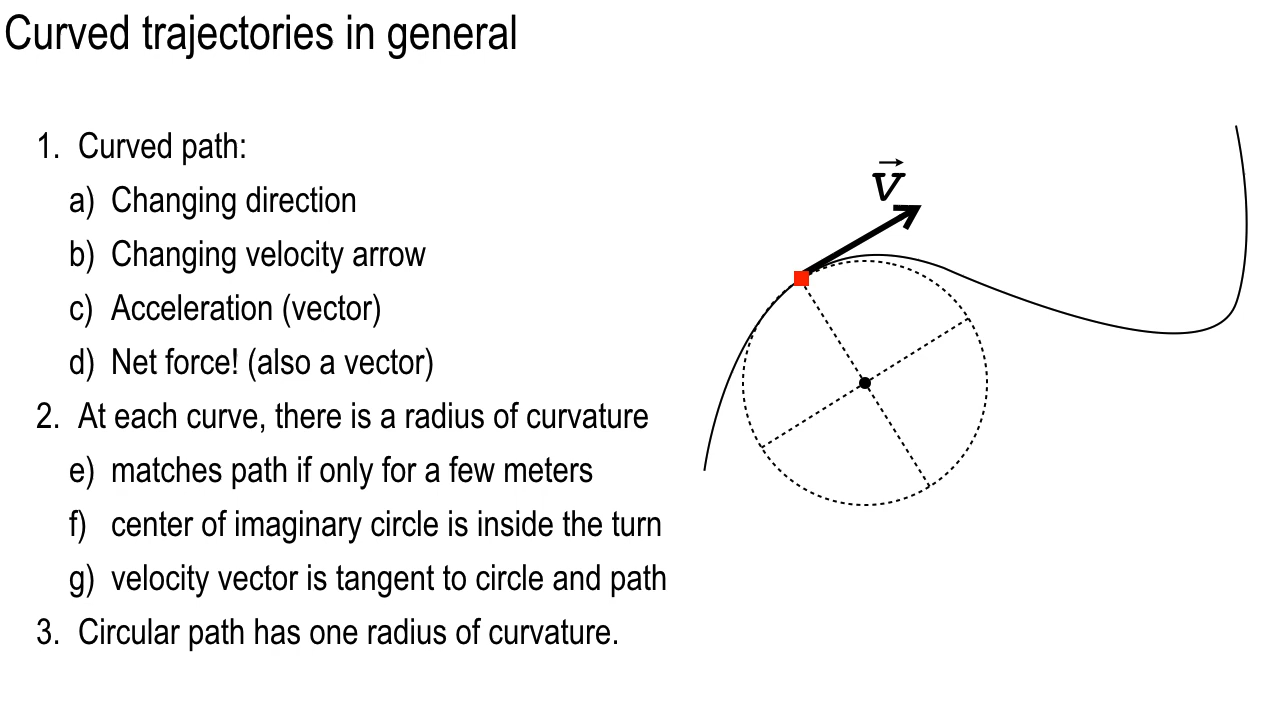 Curved trajectories in general
1. Curved path:
a) Changing direction
b) Changing velocity arrow
c) Acceleration (vector)
d) Net force! (also a vector)
2. At each curve, there is a radius of curvature
e) matches path if only for a few meters
f) center of imaginary circle is inside the turn
g) velocity vector is tangent to circle and path
3. Circular path has one radius of curvature.
v⃗